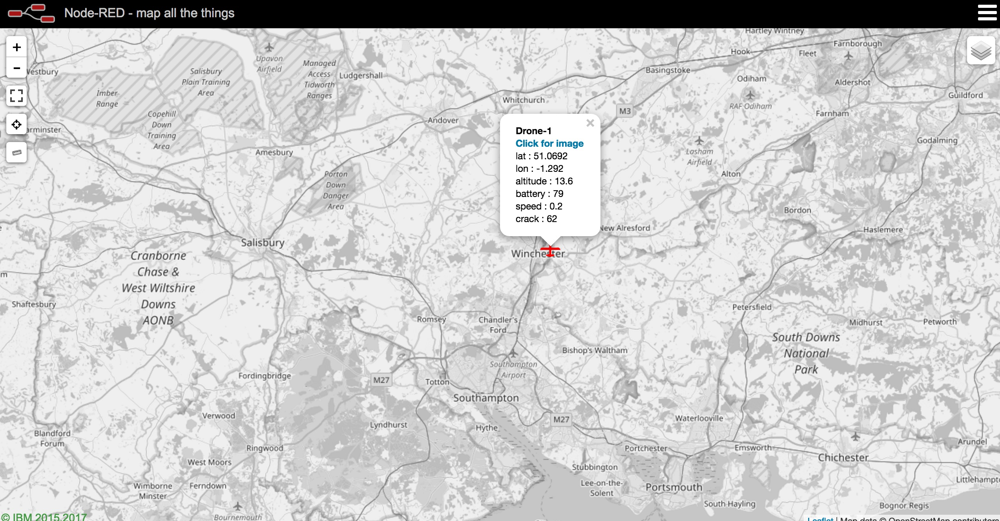 Node-RED - map all the things
Hartley Wintney
Farnborough
Hook
Fleet
+
-
Upavon
Airfield
Managed
Access
Tidworth
Ranges
Ludgershall
Westbury
Salisbury
Plain Training
Area
Basingstoke
Odiham
Aldershot
Imber
Range
Whitchurch
RAF Odiham
Guildford
M3
Farnham
Copehill
Down
Training
Area
Andover
arminster
Drone-1
Click for image
lat : 51.0692
lon : -1.292
altitude : 13.6
battery : 79
speed : 0.2
crack : 62
Godalming
Amesbury
Lasham
Airfield
Porton
Down
Danger
Area
Alton
Bordon
New Alresford
Haslemere
Salisbury
Winchester
Cranborne
Chase &
West Wiltshire
Downs
AONB
m
Shaftesbury
Petersfield
Romsey
Chandler's
Ford
Midhurst
Petworth
South Downs
National
Park
Bishop's Waltham
Southampton
Airport
Fordingbridge
M27
Totton
Southampton
Verwood
Lyndhurst
Hythe
M27
Waterlooville
Blandford
Forum
Ringwood
Portchester
Emsworth
Arundel
West Moors
Stubbington
Chichester
Wimborne
Minster
Ferndown
Lee-on-the-
Solent
Portsmouth
Littlehampt
South Hayling
Bognor Regis
Bournemouth
© IBM 2015,2017
Leaflet | Map data © OpenStreetMap contributors